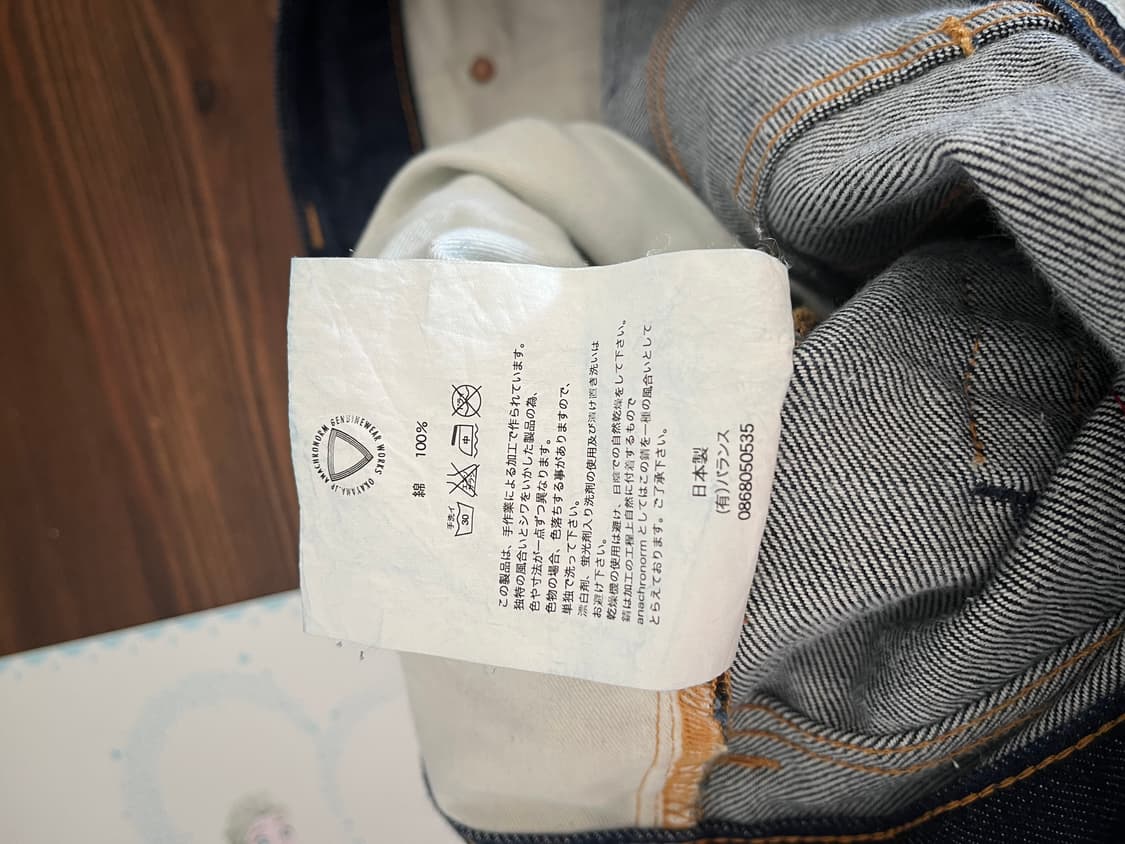 ANACHRONORM GENUINEWEAR WORKS OKAYAMA.JP
綿 100%
手洗イ
30
中
この製品は、手作業による加工で作られています。
独特の風合いとシワをいかした製品の為、
色や寸法が一点ずつ異なります。
色物の場合、色落ちする事がありますので、
単独で洗って下さい。
漂白剤、蛍光剤入り洗剤の使用及び漬け置き洗いは
お避け下さい。
乾燥機の使用は避け、日陰での自然乾燥をして下さい。
錆は加工の工程上自然に付着するもので
anachronorm としてはこの錆を一種の風合いとして
とらえております。ご了承下さい。
日本製
(有)バランス
0868050535